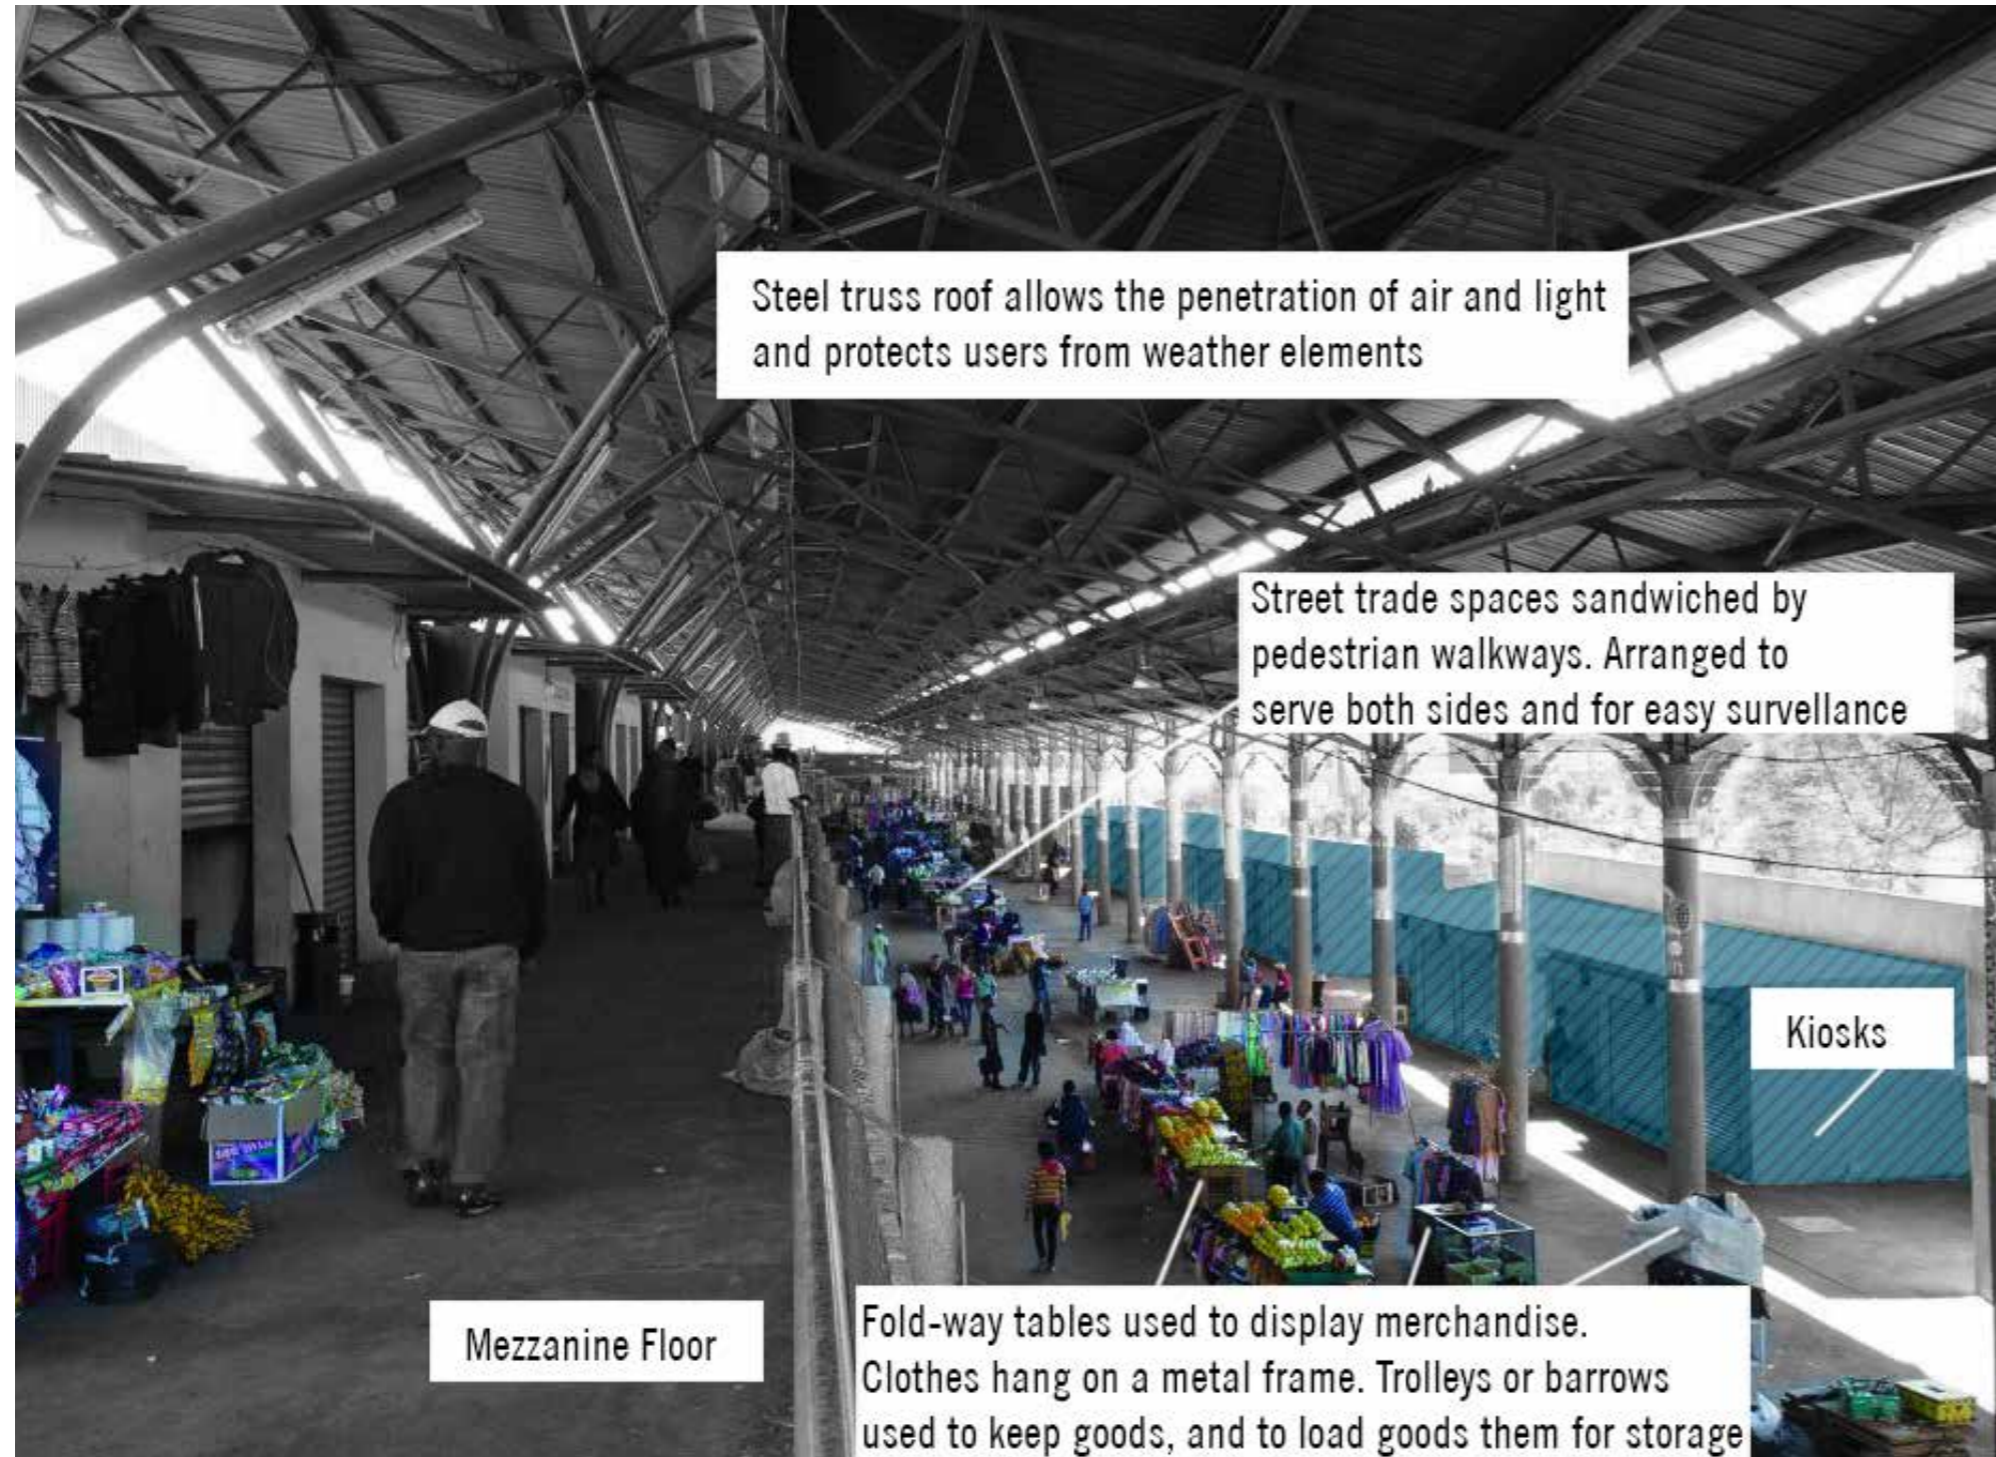 Steel truss roof allows the penetration of air and light
and protects users from weather elements
Street trade spaces sandwiched by
pedestrian walkways. Arranged to
serve both sides and for easy survellance
Kiosks
Mezzanine Floor
Fold-way tables used to display merchandise.
Clothes hang on a metal frame. Trolleys or barrows
used to keep goods, and to load goods them for storage